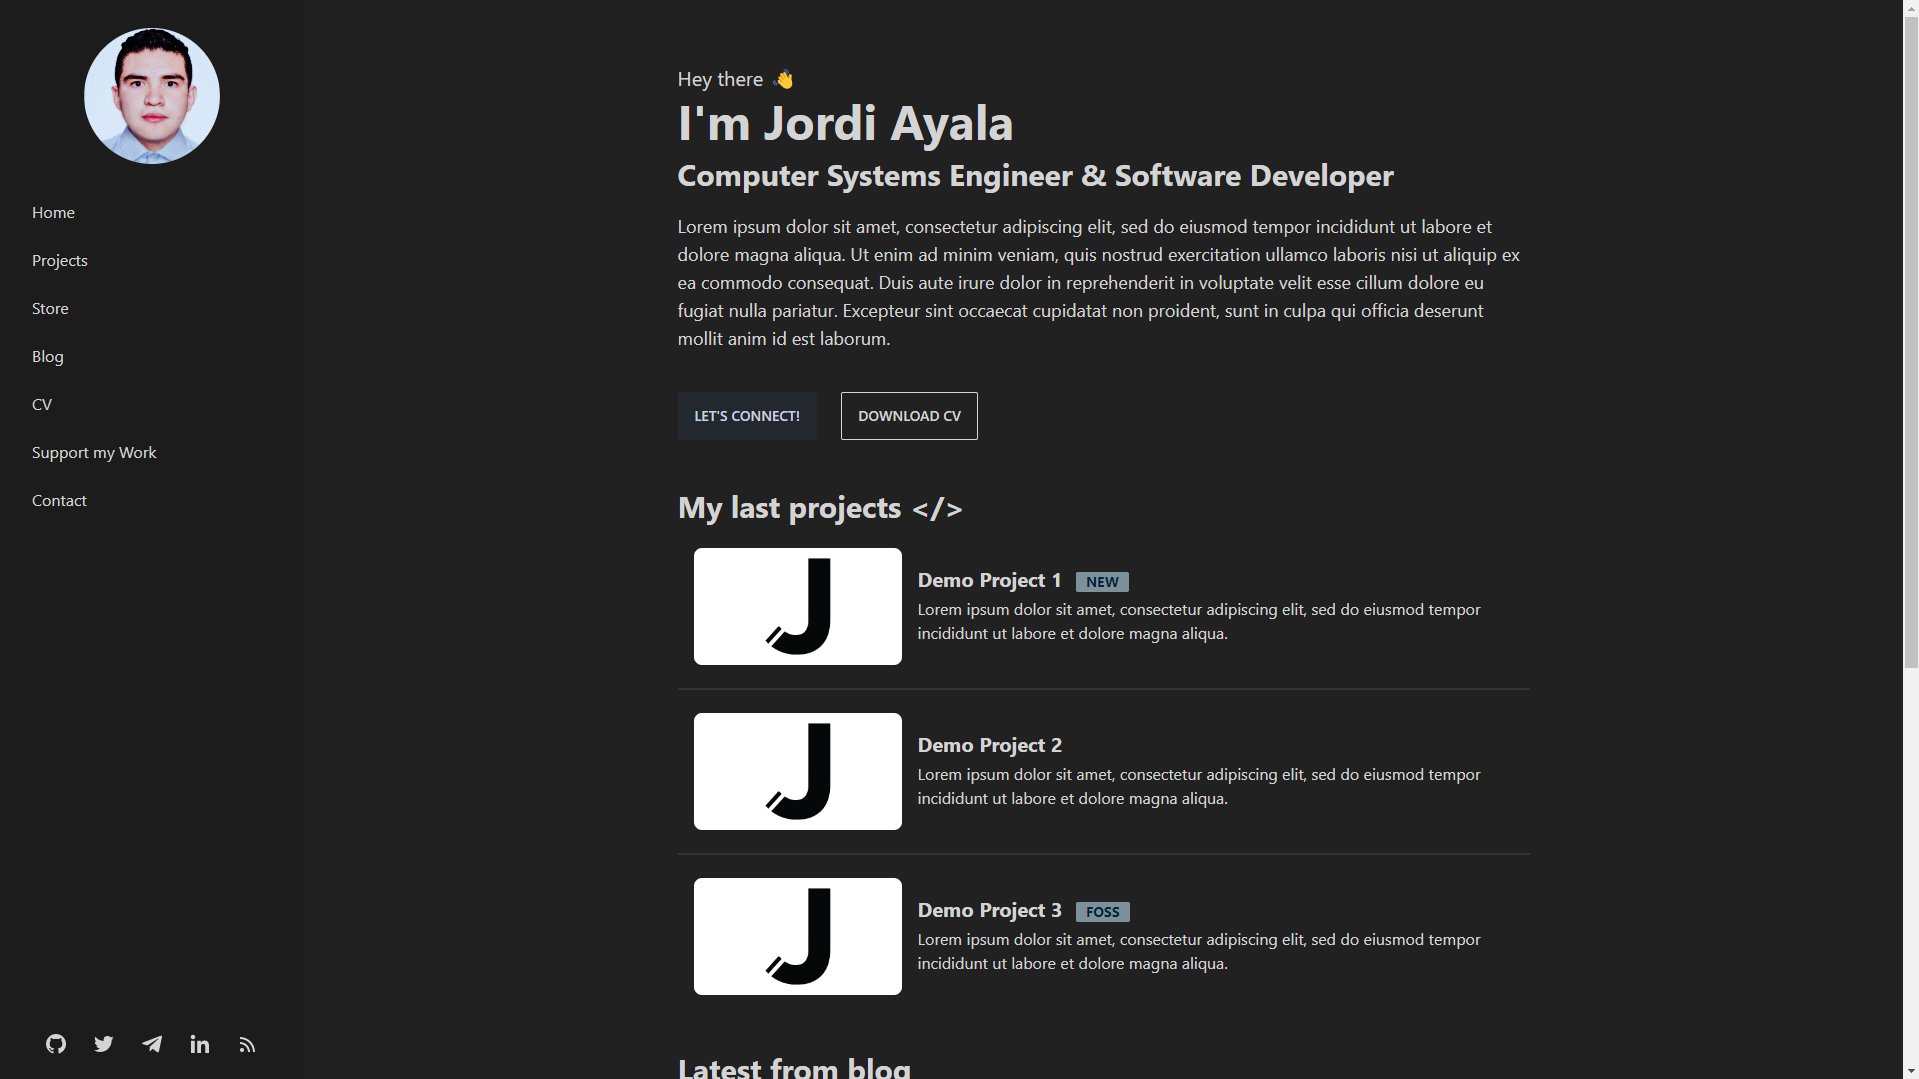 Home
Projects
Store
Blog
CV
Support my Work
Contact
Hey there 👋
I'm Jordi Ayala
Computer Systems Engineer & Software Developer
Lorem ipsum dolor sit amet, consectetur adipiscing elit, sed do eiusmod tempor incididunt ut labore et
dolore magna aliqua. Ut enim ad minim veniam, quis nostrud exercitation ullamco laboris nisi ut aliquip ex
ea commodo consequat. Duis aute irure dolor in reprehenderit in voluptate velit esse cillum dolore eu
fugiat nulla pariatur. Excepteur sint occaecat cupidatat non proident, sunt in culpa qui officia deserunt
mollit anim id est laborum.
LET'S CONNECT! DOWNLOAD CV
My last projects </>
J
Demo Project 1 NEW
Lorem ipsum dolor sit amet, consectetur adipiscing elit, sed do eiusmod tempor
incididunt ut labore et dolore magna aliqua.
J
Demo Project 2
Lorem ipsum dolor sit amet, consectetur adipiscing elit, sed do eiusmod tempor
incididunt ut labore et dolore magna aliqua.
J
Demo Project 3 FOSS
Lorem ipsum dolor sit amet, consectetur adipiscing elit, sed do eiusmod tempor
incididunt ut labore et dolore magna aliqua.
in
Latest from blog